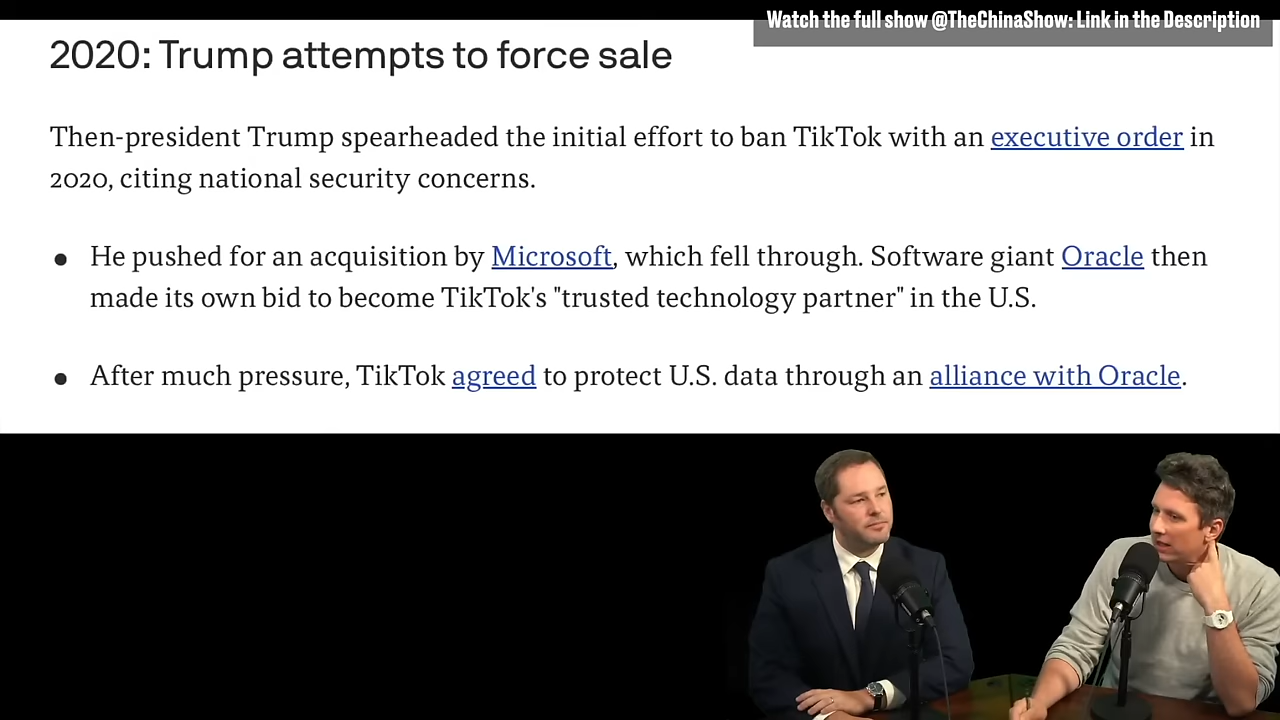 Watch the full show @TheChinaShow: Link in the Description
2020: Trump attempts to force sale
Then-president Trump spearheaded the initial effort to ban TikTok with an executive order in
2020, citing national security concerns.
● He pushed for an acquisition by Microsoft, which fell through. Software giant Oracle then
made its own bid to become TikTok's "trusted technology partner" in the U.S.
● After much pressure, TikTok agreed to protect U.S. data through an alliance with Oracle.